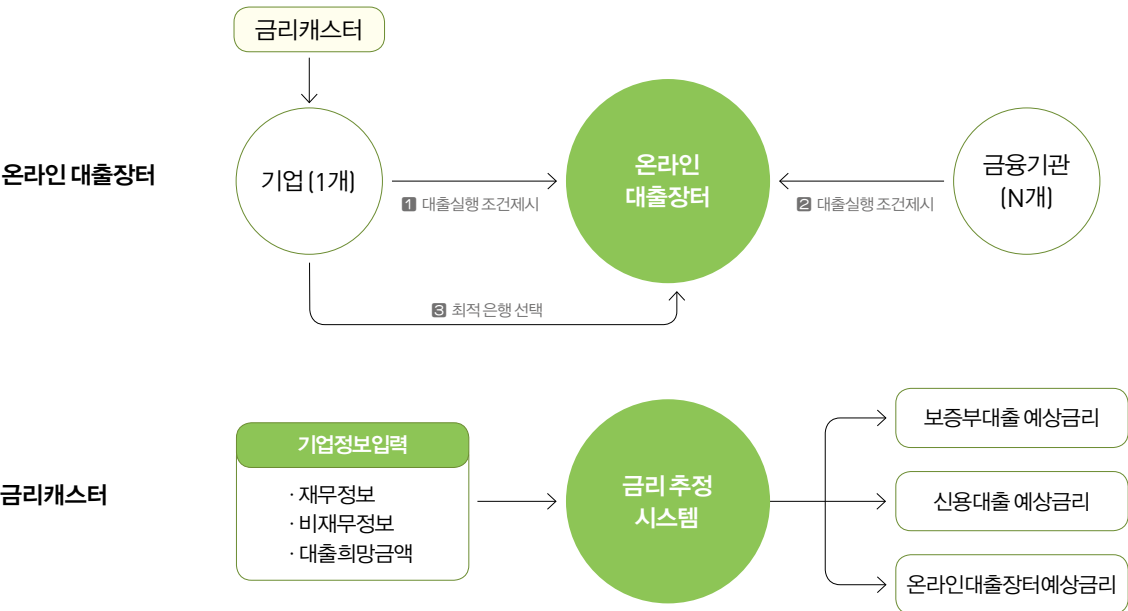 금리캐스터
온라인 대출장터
기업 (1개)
1 대출실행 조건제시
온라인
대출장터
2 대출실행 조건제시
금융기관
(N개)
3 최적 은행 선택
금리캐스터
기업정보입력
· 재무정보
· 비재무정보
· 대출희망금액
금리 추정
시스템
보증부대출 예상금리
신용대출 예상금리
온라인대출장터예상금리